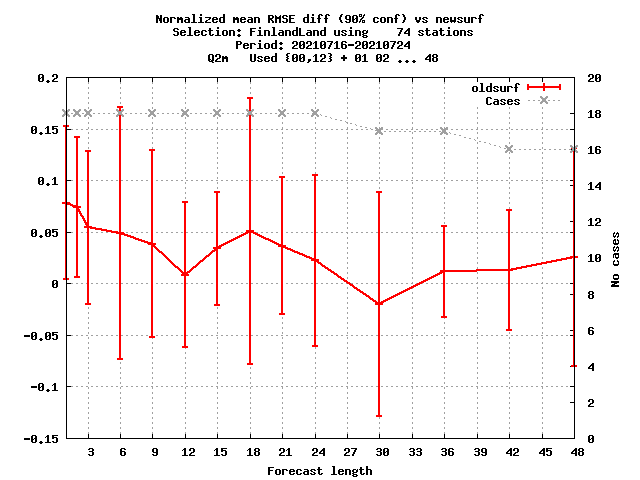 Normalized mean RMSE diff (90% conf) vs newsurf
Selection: FinlandLand using    74 stations
Period: 20210716-20210724
Q2m   Used {00,12} + 01 02 ... 48
oldsurf
Cases
0.2
0.15
0.1
0.05
0
-0.05
-0.1
-0.15
20
18
16
14
12
10
8
6
4
2
0
No cases
3 6 9 12 15 18 21 24 27 30 33 36 39 42 45 48
Forecast length